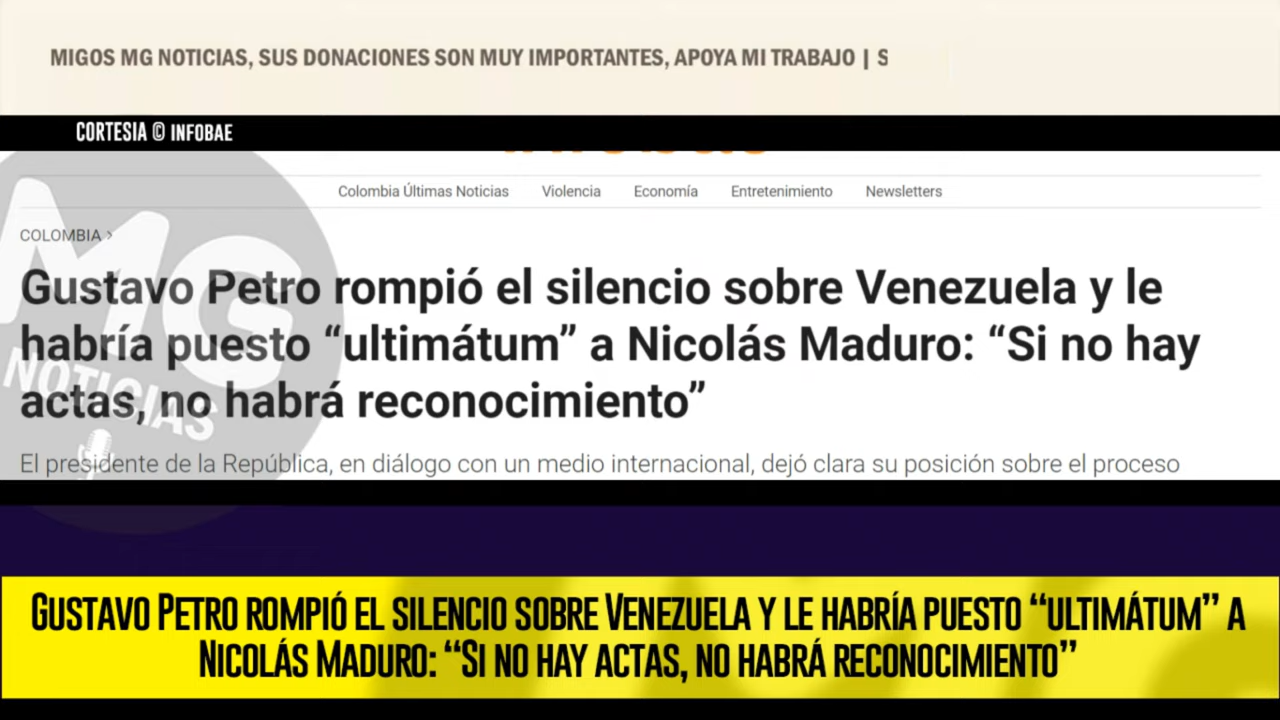 MIGOS MG NOTICIAS, SUS DONACIONES SON MUY IMPORTANTES, APOYA MI TRABAJO | S
CORTESIA © INFOBAE
Colombia Últimas Noticias Violencia Economía Entretenimiento Newsletters
COLOMBIA >
Gustavo Petro rompió el silencio sobre Venezuela y le
habría puesto “ultimátum” a Nicolás Maduro: “Si no hay
actas, no habrá reconocimiento”
MG
NOTICIAS
El presidente de la República, en diálogo con un medio internacional, dejó clara su posición sobre el proceso
GUSTAVO PETRO ROMPIÓ EL SILENCIO SOBRE VENEZUELA Y LE HABRÍA PUESTO “ULTIMÁTUM” A
NICOLÁS MADURO: “SI NO HAY ACTAS, NO HABRÁ RECONOCIMIENTO”